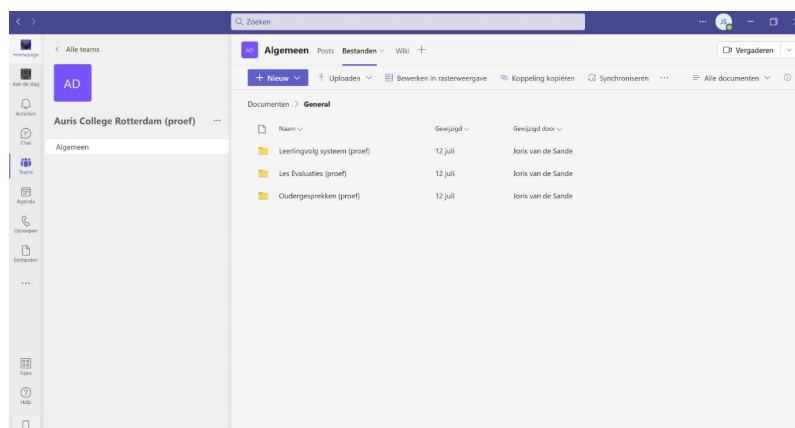 Zoeken
JS
Homepage
Aan de dag
Activiteit
Chat
Teams
Agenda
Oproepen
Bestanden
Apps
Help
Alle teams
AD
Auris College Rotterdam (proef)
Algemeen
AD Algemeen Posts Bestanden Wiki
Vergaderen
Nieuw Uploaden Bewerken in rasterweergave Koppeling kopiëren Synchroniseren Alle documenten
Documenten > General
Naam Gewijzigd Gewijzigd door
Leerlingvolg systeem (proef) 12 juli Joris van de Sande
Les Evaluaties (proef) 12 juli Joris van de Sande
Oudergesprekken (proef) 12 juli Joris van de Sande